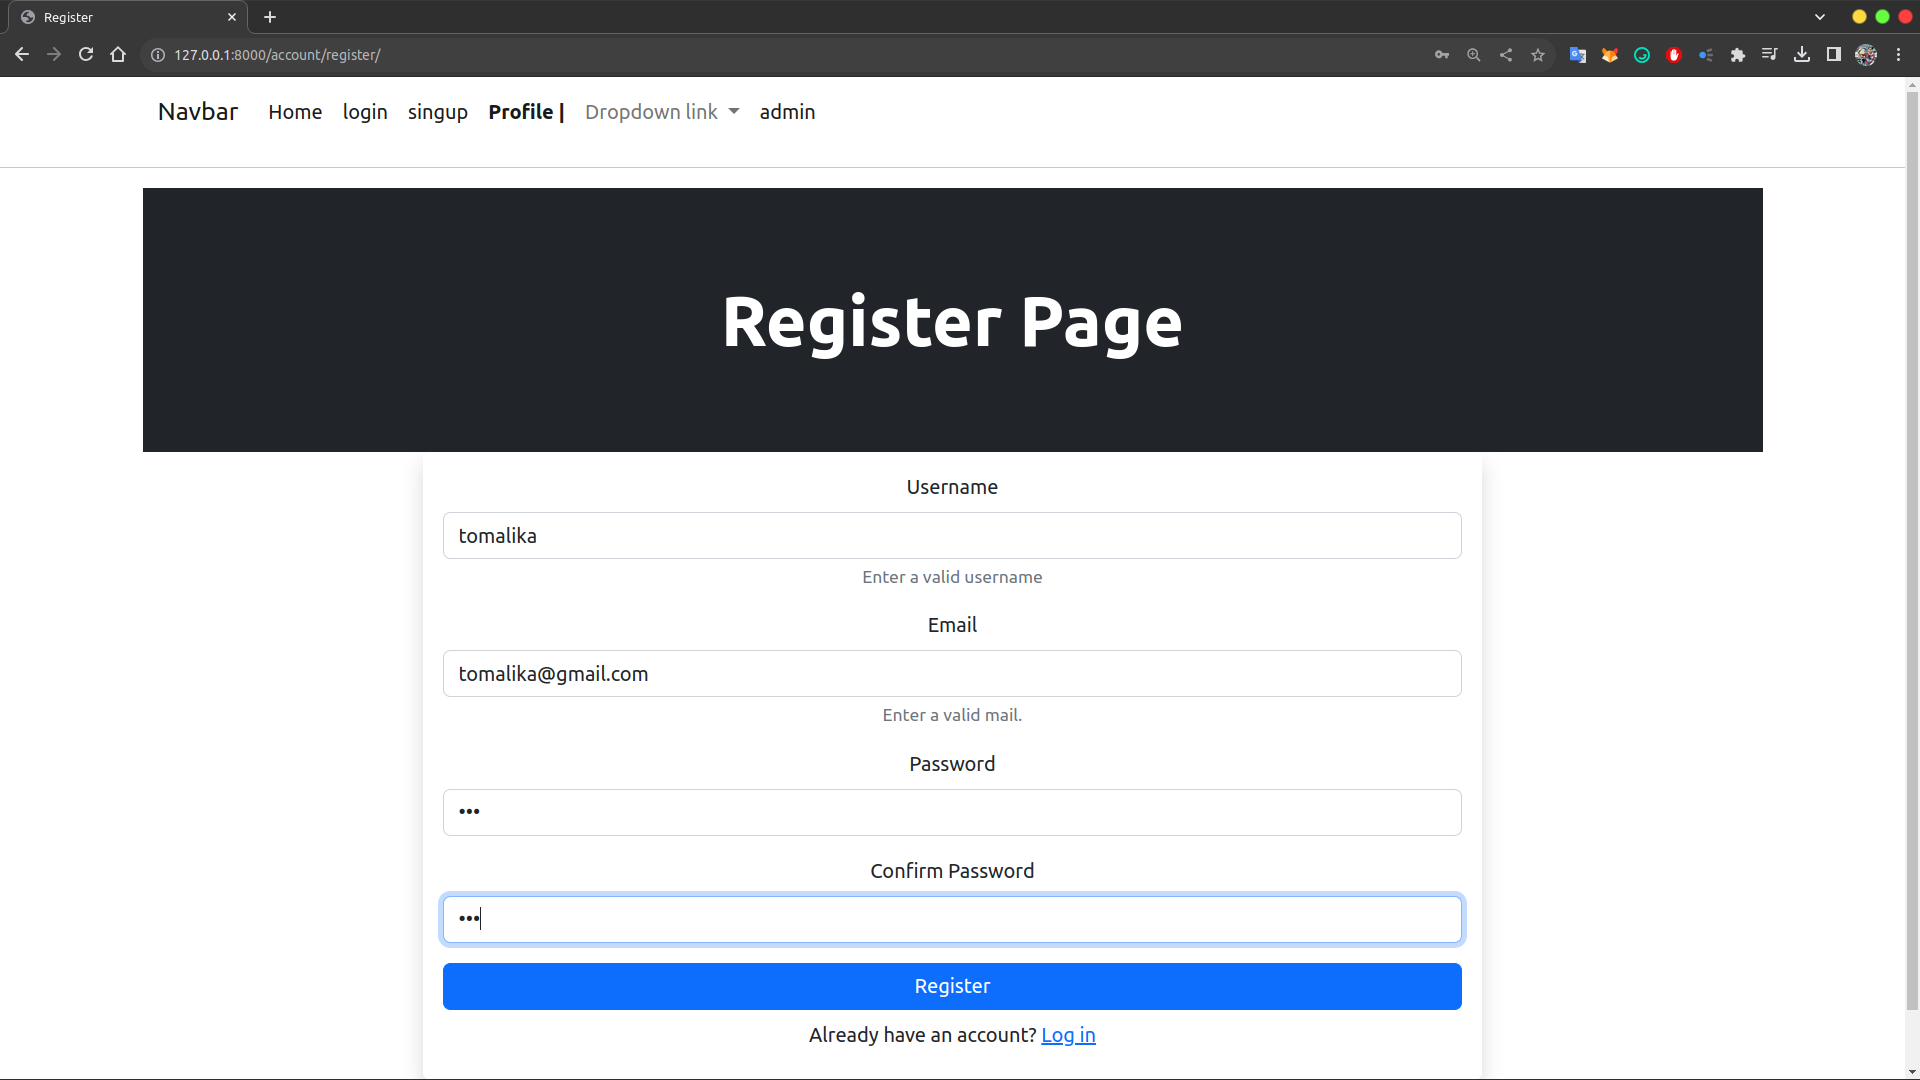 Register
127.0.0.1:8000/account/register/
Navbar Home login singup Profile | Dropdown link admin
Register Page
Username
tomalika
Enter a valid username
Email
tomalika@gmail.com
Enter a valid mail.
Password
•••
Confirm Password
•••
Register
Already have an account? Log in